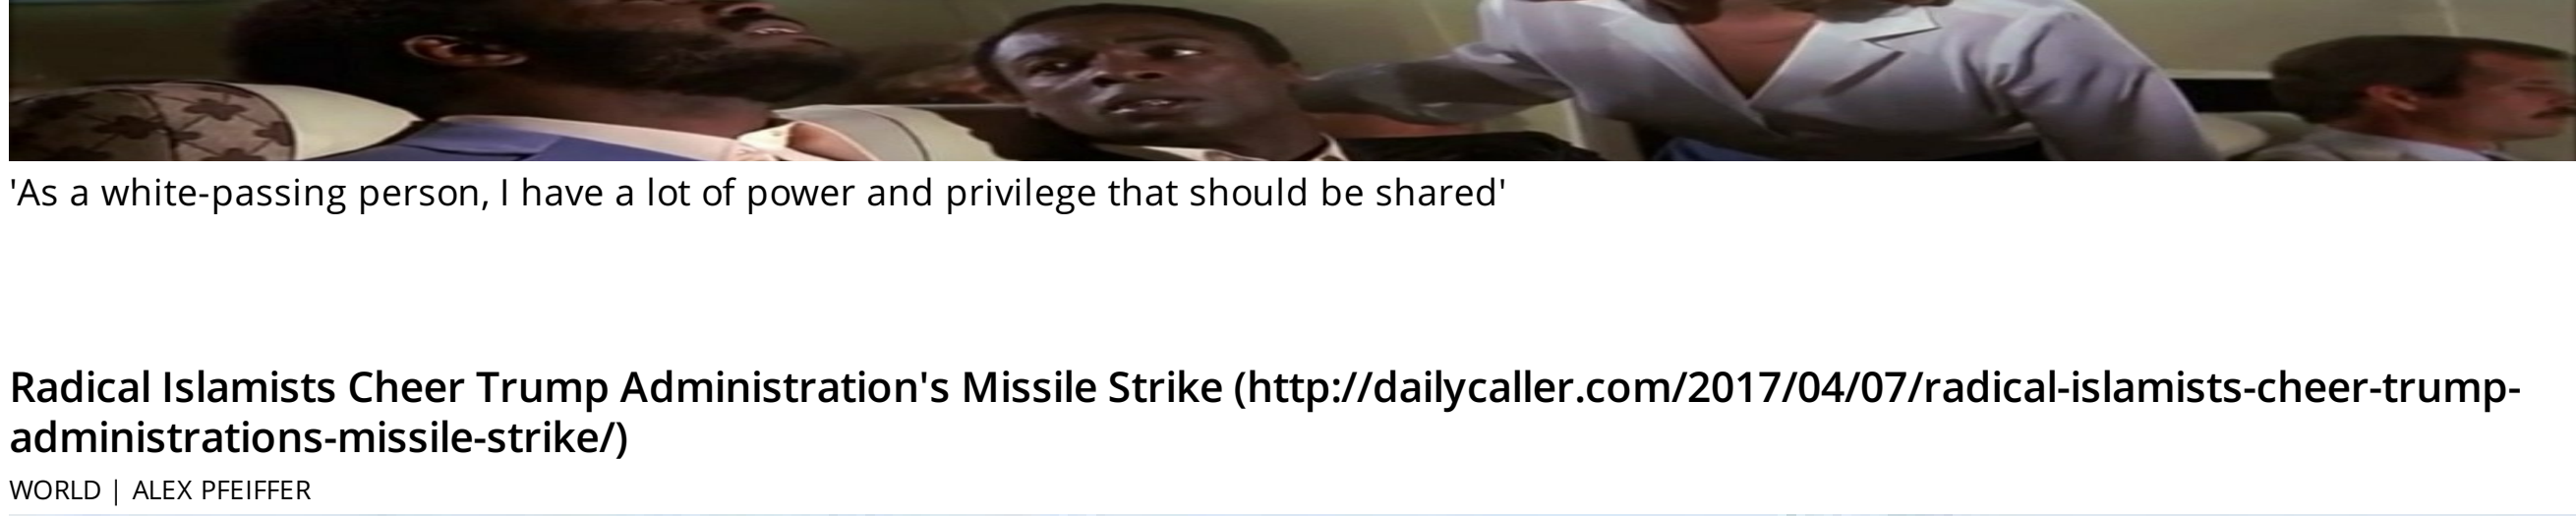 'As a white-passing person, I have a lot of power and privilege that should be shared'
Radical Islamists Cheer Trump Administration's Missile Strike (http://dailycaller.com/2017/04/07/radical-islamists-cheer-trump-
administrations-missile-strike/)
WORLD | ALEX PFEIFFER